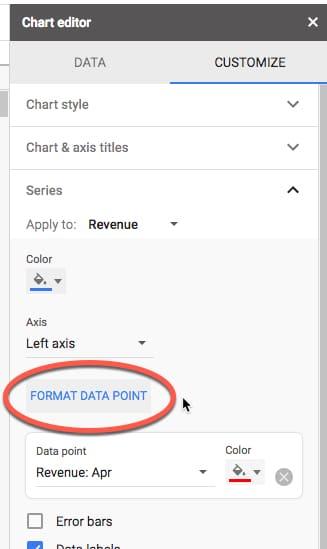 Chart editor
DATA CUSTOMIZE
Chart style
Chart & axis titles
Series
Apply to: Revenue
Color
Axis
Left axis
FORMAT DATA POINT
Data point Color
Revenue: Apr
Error bars
Data labels